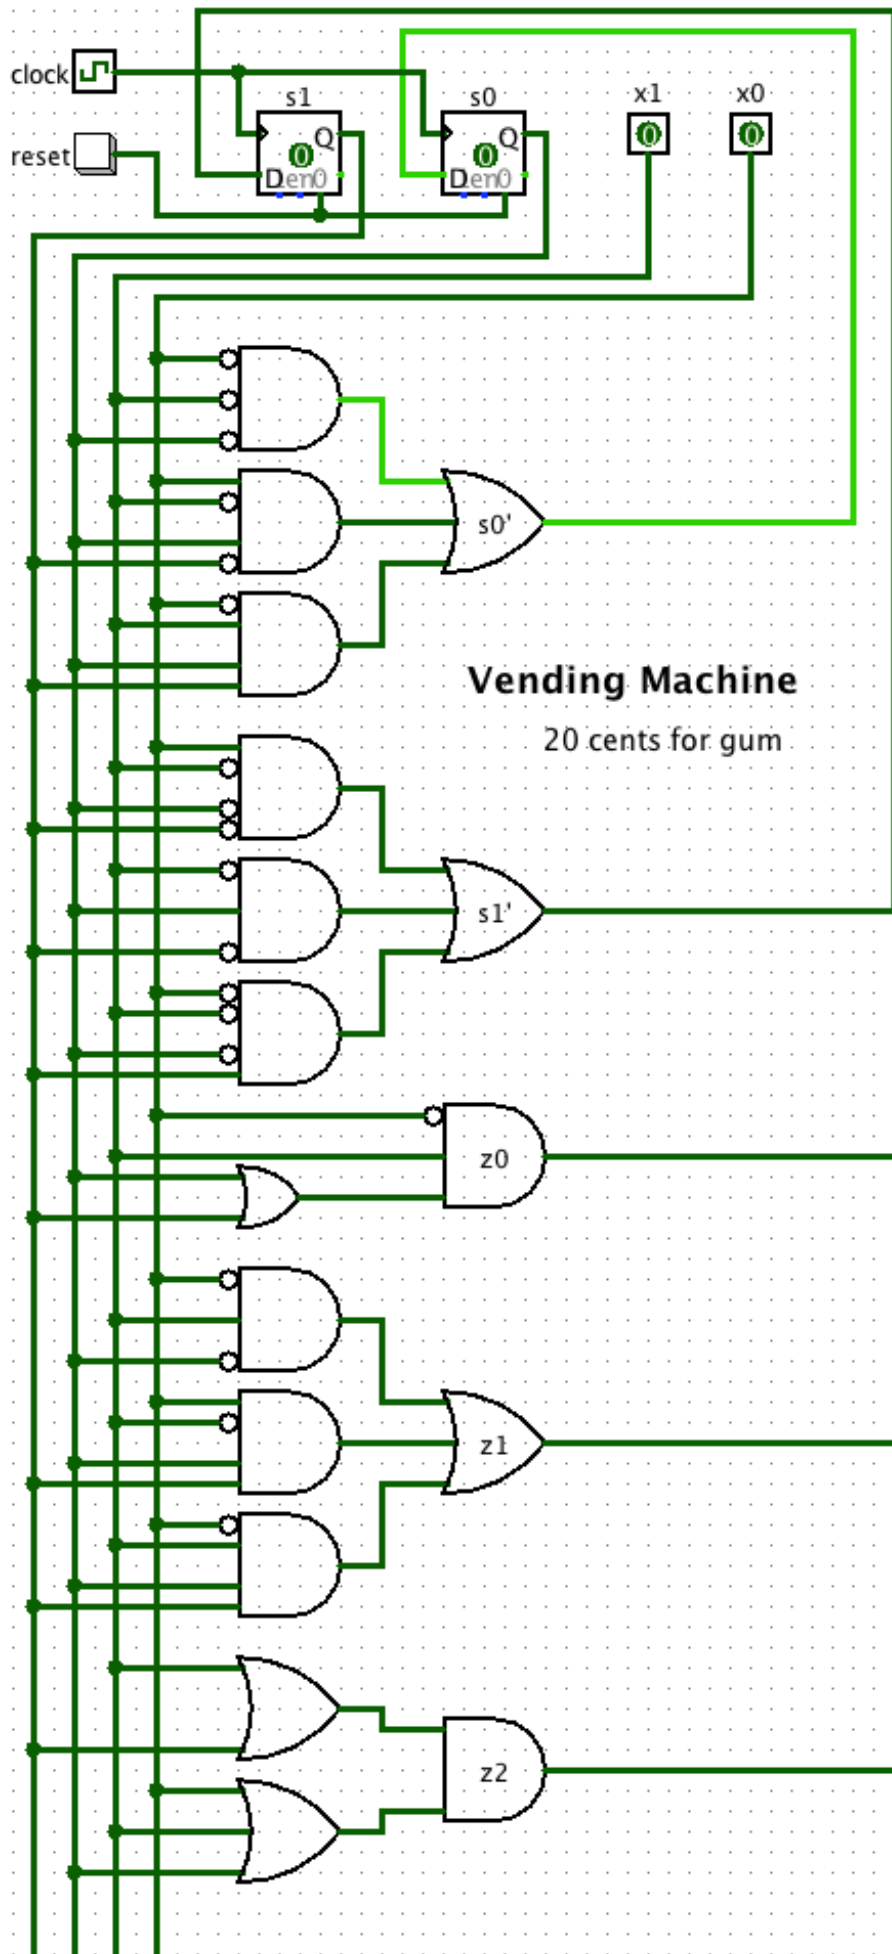 clock
s1
s0
x1
x0
0
0
Q
0
Q
0
reset
D en 0
D en 0
s0'
Vending Machine
20 cents for gum
s1'
z0
z1
z2